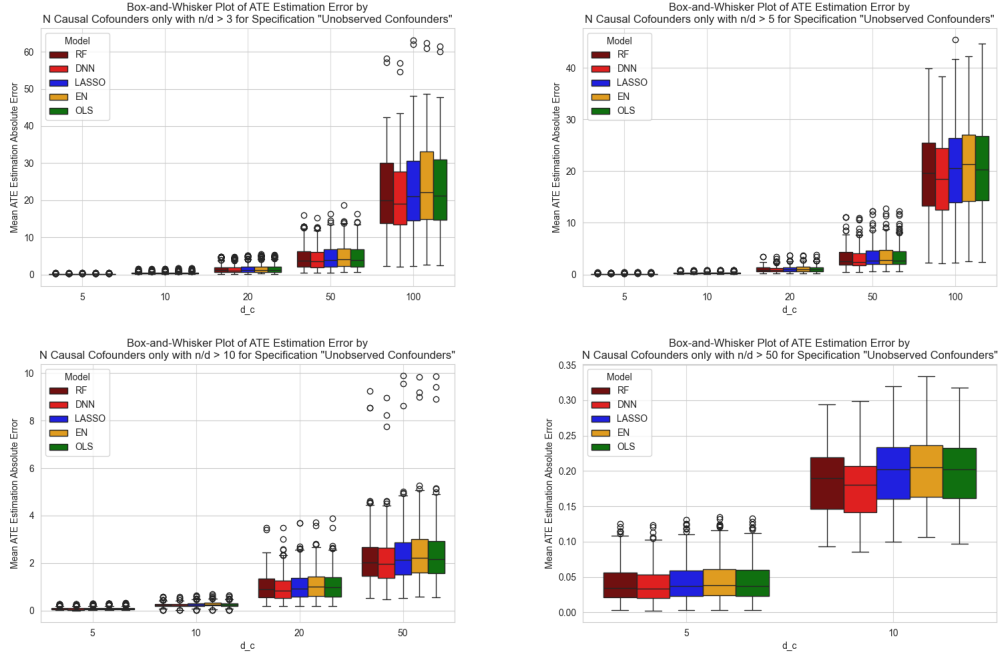 Box-and-Whisker Plot of ATE Estimation Error by
N Causal Cofounders only with n/d > 3 for Specification "Unobserved Confounders"
Model
RF
DNN
LASSO
EN
OLS
Mean ATE Estimation Absolute Error
60
50
40
30
20
10
0
5
10
20
50
100
d_c
Box-and-Whisker Plot of ATE Estimation Error by
N Causal Cofounders only with n/d > 5 for Specification "Unobserved Confounders"
Model
RF
DNN
LASSO
EN
OLS
Mean ATE Estimation Absolute Error
40
30
20
10
0
5
10
20
50
100
d_c
Box-and-Whisker Plot of ATE Estimation Error by
N Causal Cofounders only with n/d > 10 for Specification "Unobserved Confounders"
Model
RF
DNN
LASSO
EN
OLS
Mean ATE Estimation Absolute Error
10
8
6
4
2
0
5
10
20
50
d_c
Box-and-Whisker Plot of ATE Estimation Error by
N Causal Cofounders only with n/d > 50 for Specification "Unobserved Confounders"
Model
RF
DNN
LASSO
EN
OLS
Mean ATE Estimation Absolute Error
0.35
0.30
0.25
0.20
0.15
0.10
0.05
0.00
5
10
d_c